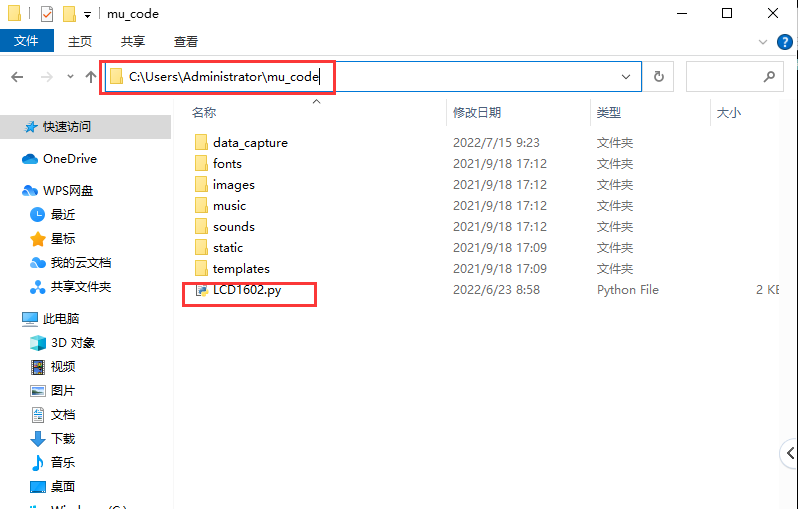 mu_code
文件 主页 共享 查看
C:\Users\Administrator\mu_code
名称 修改日期 类型 大小
快速访问
OneDrive
WPS网盘
最近
星标
我的云文档
共享文件夹
此电脑
3D 对象
视频
图片
文档
下载
音乐
桌面
data_capture 2022/7/15 9:23 文件夹
fonts 2021/9/18 17:12 文件夹
images 2021/9/18 17:12 文件夹
music 2021/9/18 17:12 文件夹
sounds 2021/9/18 17:12 文件夹
static 2021/9/18 17:09 文件夹
templates 2021/9/18 17:09 文件夹
LCD1602.py 2022/6/23 8:58 Python File 2 KB